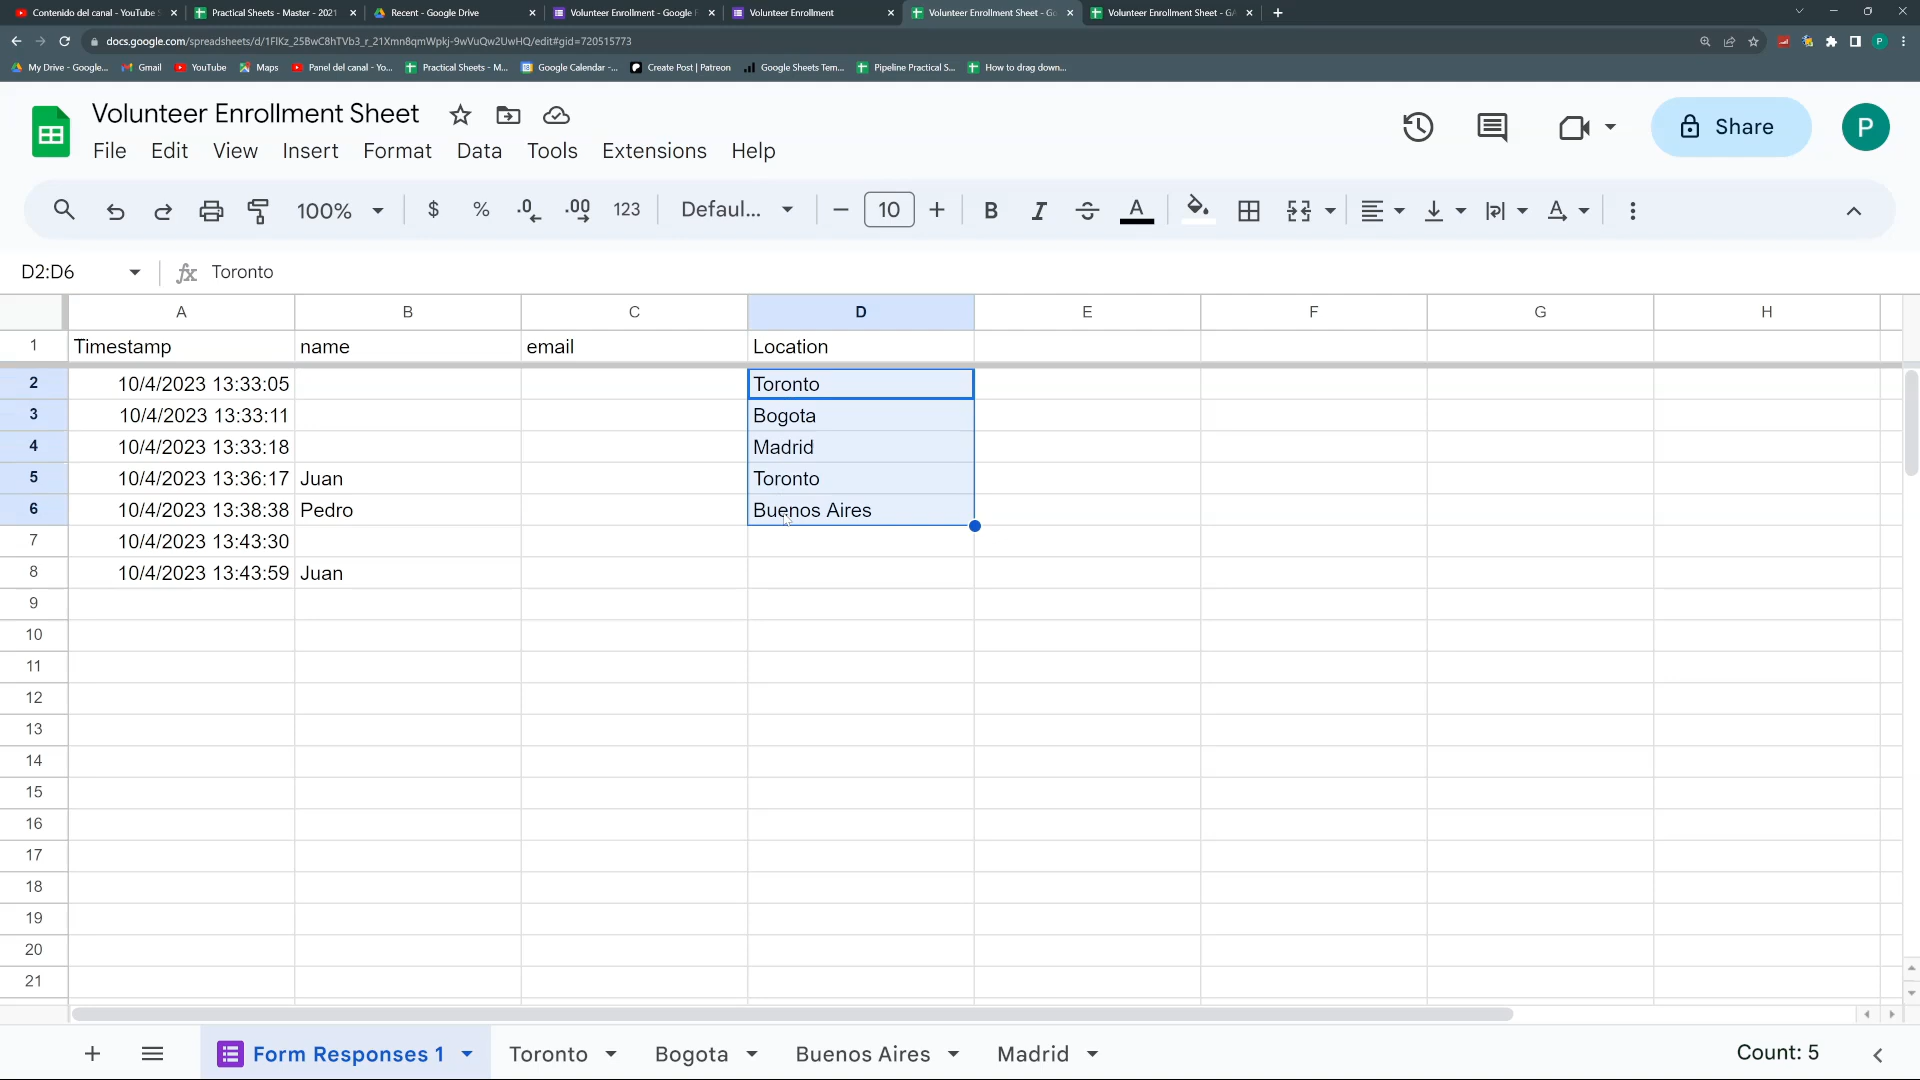 Contenido del canal - YouTube S
Practical Sheets - Master - 2021
Recent - Google Drive
Volunteer Enrollment - Google F
Volunteer Enrollment
Volunteer Enrollment Sheet - Go
Volunteer Enrollment Sheet - GA
docs.google.com/spreadsheets/d/1FIKz_25BwC8hTVb3_r_21Xmn8qmWpkj-9wVuQw2UwHQ/edit#gid=720515773
My Drive - Google...
Gmail
YouTube
Maps
Panel del canal - Yo...
Practical Sheets - M...
Google Calendar -...
Create Post | Patreon
Google Sheets Tem...
Pipeline Practical S...
How to drag down...
Volunteer Enrollment Sheet
File Edit View Insert Format Data Tools Extensions Help
Share
P
100% $ % .0 .00 123 Defaul... 10 B I A
D2:D6 fx Toronto
A B C D E F G H
1 Timestamp name email Location
2 10/4/2023 13:33:05 Toronto
3 10/4/2023 13:33:11 Bogota
4 10/4/2023 13:33:18 Madrid
5 10/4/2023 13:36:17 Juan Toronto
6 10/4/2023 13:38:38 Pedro Buenos Aires
7 10/4/2023 13:43:30
8 10/4/2023 13:43:59 Juan
9
10
11
12
13
14
15
16
17
18
19
20
21
Form Responses 1 Toronto Bogota Buenos Aires Madrid Count: 5